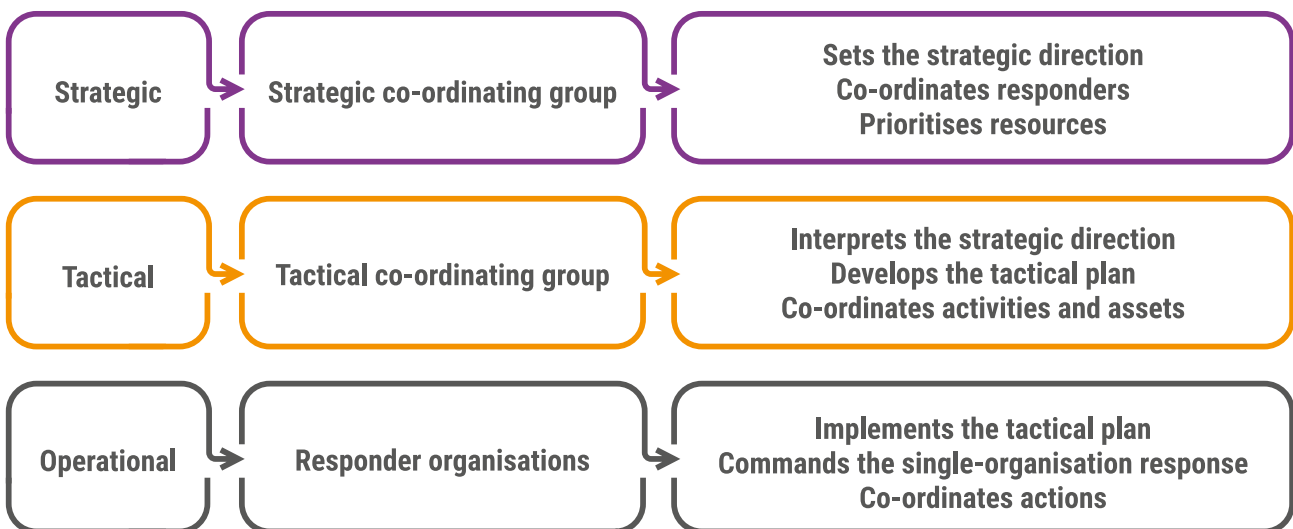 Strategic
Strategic co-ordinating group
Sets the strategic direction
Co-ordinates responders
Prioritises resources
Tactical
Tactical co-ordinating group
Interprets the strategic direction
Develops the tactical plan
Co-ordinates activities and assets
Operational
Responder organisations
Implements the tactical plan
Commands the single-organisation response
Co-ordinates actions